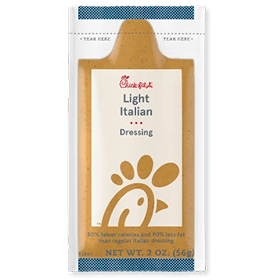 TEAR HERE TEAR HERE
Chick-fil-A
Light
Italian
Dressing
80% fewer calories and 90% less fat
than regular italian dressing
NET WT. 2 OZ. (56g)